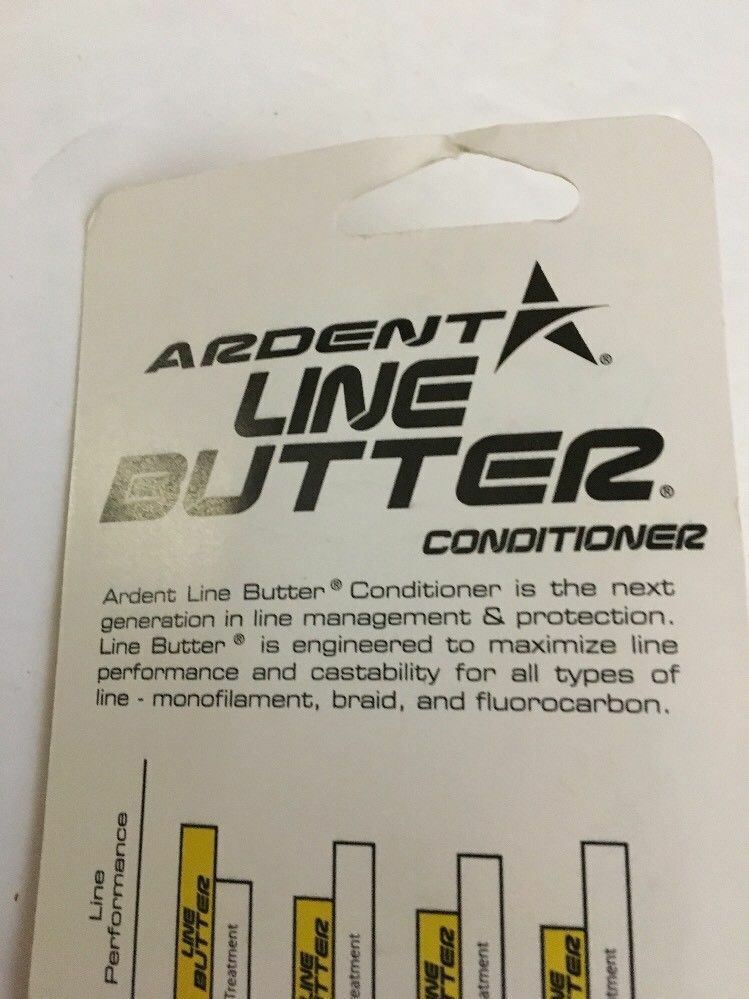 ARDENT ®
LINE
BUTTER ®
CONDITIONER
Ardent Line Butter ® Conditioner is the next
generation in line management & protection.
Line Butter ® is engineered to maximize line
performance and castability for all types of
line - monofilament, braid, and fluorocarbon.
Line
Performance
LINE
BUTTER
Treatment